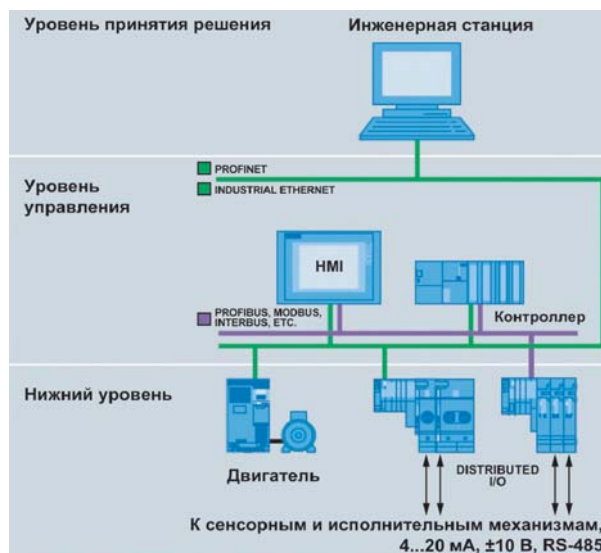 Уровень принятия решения
Инженерная станция
PROFINET
INDUSTRIAL ETHERNET
Уровень
управления
HMI
PROFIBUS, MODBUS,
INTERBUS, ETC.
Контроллер
Нижний уровень
Двигатель
DISTRIBUTED
I/O
К сенсорным и исполнительным механизмам,
4...20 мА, ±10 В, RS-485